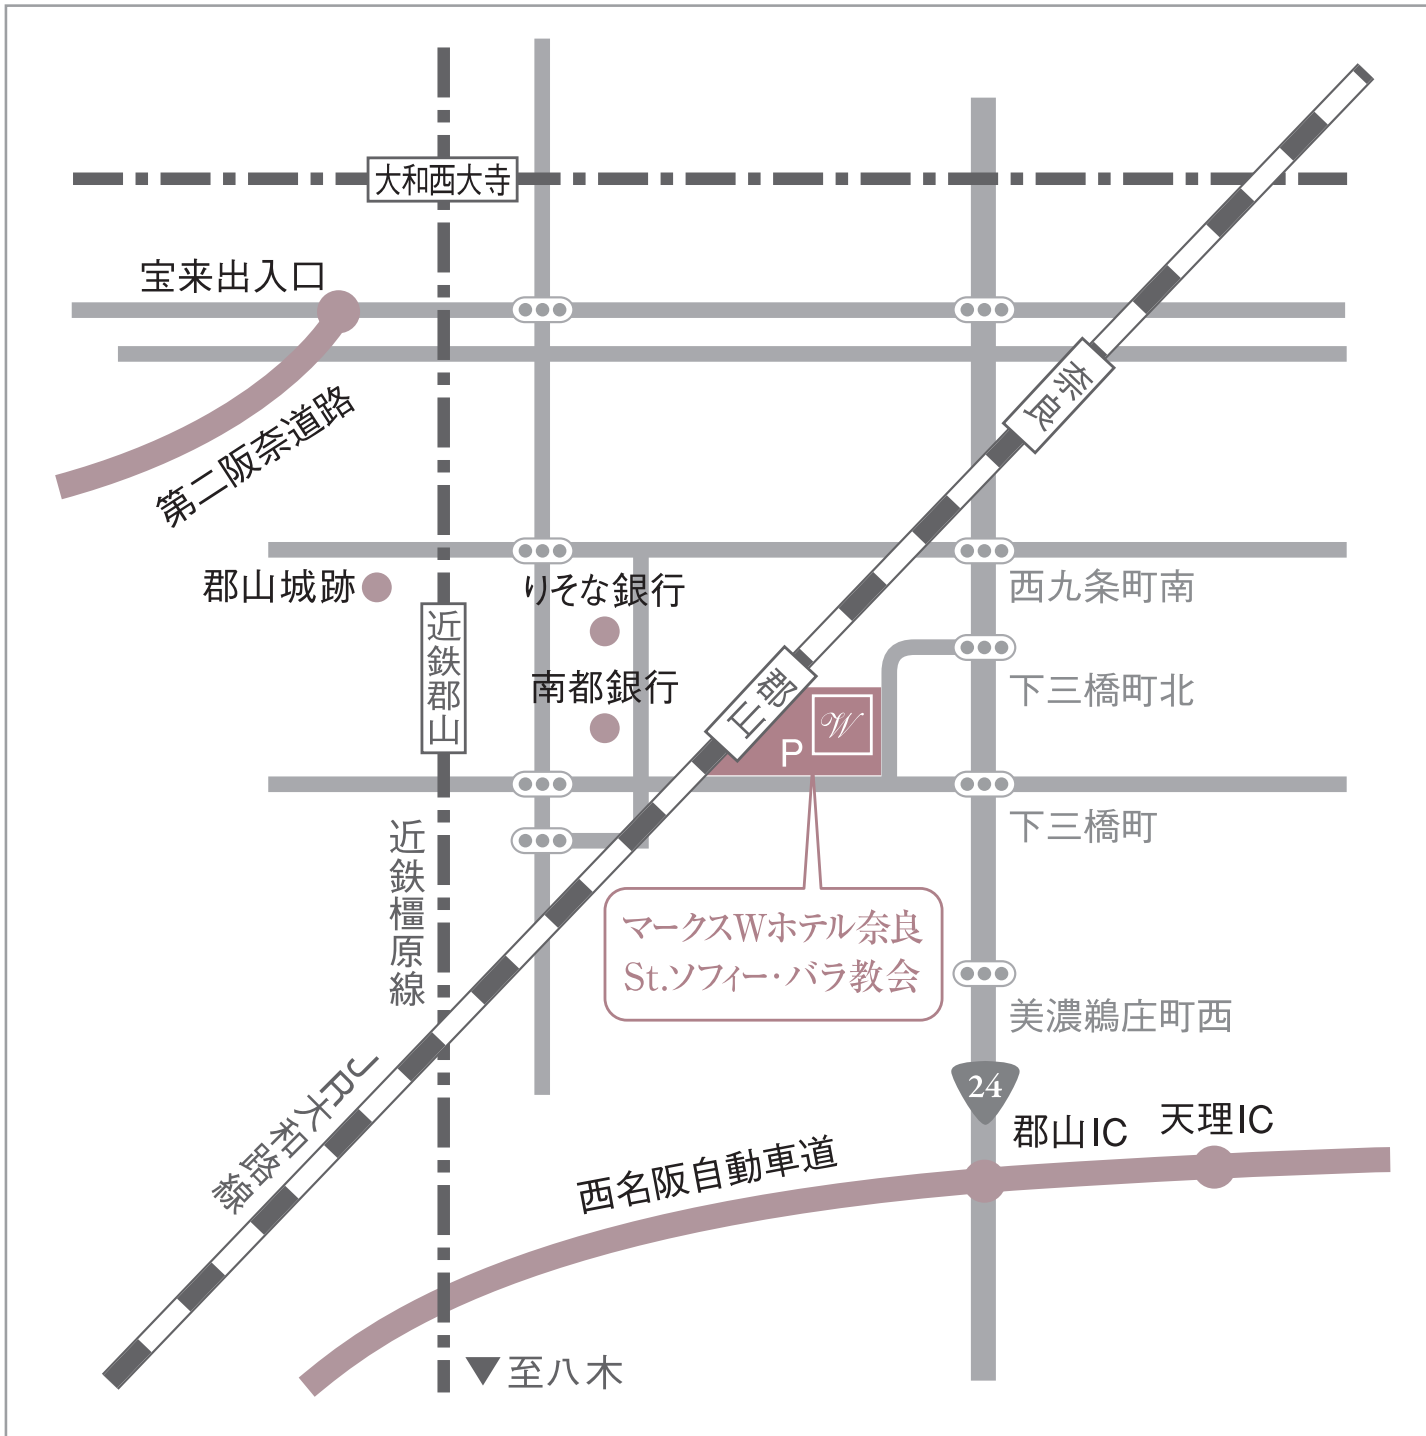 大和西大寺
宝来出入口
第二阪奈道路
奈良
郡山城跡
りそな銀行
西九条町南
近鉄郡山
南都銀行
郡山
下三橋町北
W
P
下三橋町
近鉄橿原線
マークスWホテル奈良
St.ソフィー・バラ教会
美濃鵜庄町西
JR大和路線
24
郡山IC
天理IC
西名阪自動車道
▼至八木